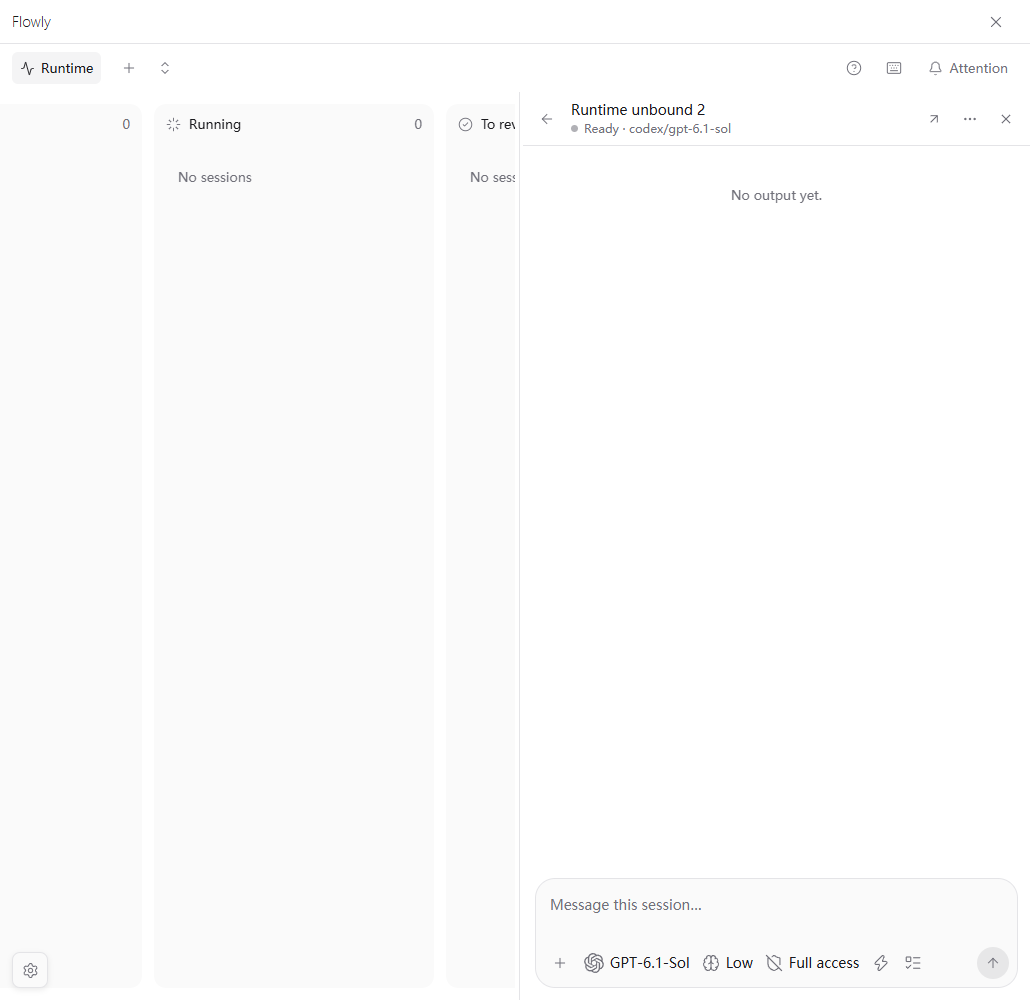 Flowly
Runtime
Attention
0
Running
0
No sessions
To rev
No sess
Runtime unbound 2
Ready · codex/gpt-6.1-sol
No output yet.
Message this session...
GPT-6.1-Sol
Low
Full access